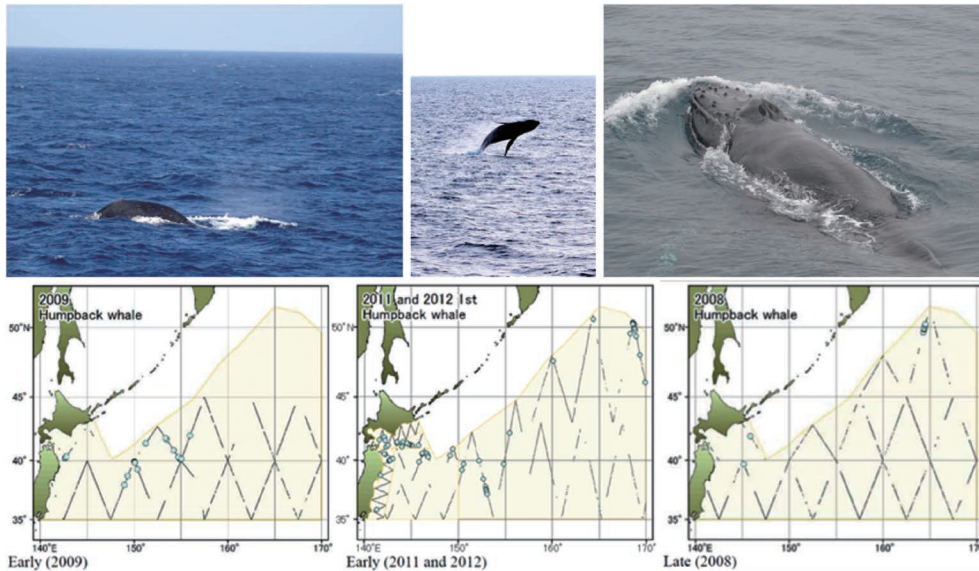 2009
Humpback whale
50°N
45°
40°
35°
140°E
150°
160°
170°
Early (2009)
2011 and 2012 1st
Humpback whale
50°N
45°
40°
35°
140°E
150°
160°
170°
Early (2011 and 2012)
2008
Humpback whale
50°N
45°
40°
35°
140°E
150°
160°
170°
Late (2008)